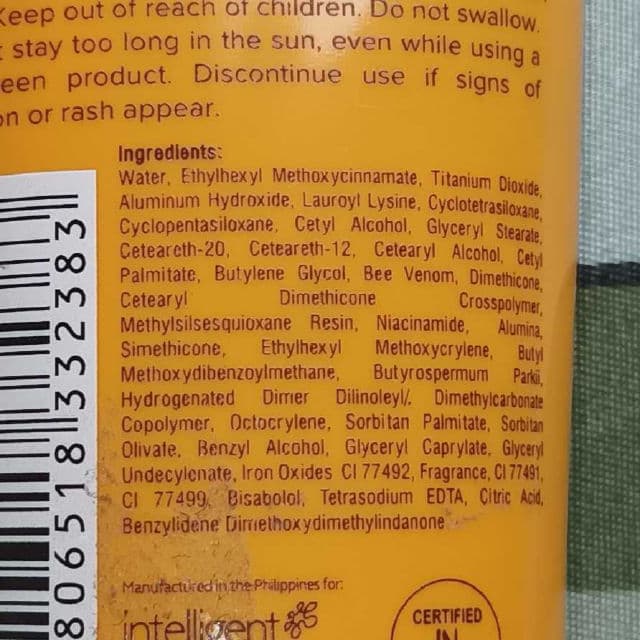 Keep out of reach of children. Do not swallow.
stay too long in the sun, even while using a
een product. Discontinue use if signs of
on or rash appear.
Ingredients:
Water, Ethylhexyl Methoxycinnamate, Titanium Dioxide,
Aluminum Hydroxide, Lauroyl Lysine, Cyclotetrasiloxane,
Cyclopentasiloxane, Cetyl Alcohol, Glyceryl Stearate,
Ceteareth-20, Ceteareth-12, Cetearyl Alcohol, Cetyl
Palmitate, Butylene Glycol, Bee Venom, Dimethicone,
Cetearyl Dimethicone Crosspolymer,
Methylsilsesquioxane Resin, Niacinamide, Alumina,
Simethicone, Ethylhexyl Methoxycrylene, Butyl
Methoxydibenzoylmethane, Butyrospermum Parkii,
Hydrogenated Dimer Dilinoleyl/. Dimethylcarbonate
Copolymer, Octocrylene, Sorbitan Palmitate, Sorbitan
Olivate, Benzyl Alcohol, Glyceryl Caprylate, Glyceryl
Undecylenate, Iron Oxides CI 77492, Fragrance, CI 77491,
CI 77499, Bisabolol, Tetrasodium EDTA, Citric Acid,
Benzylidene Dimethoxydimethylindanone
Manufactured in the Philippines for:
intelligent
CERTIFIED
IN
806518332383